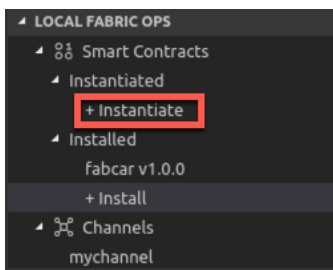 LOCAL FABRIC OPS
Smart Contracts
Instantiated
+ Instantiate
Installed
fabcar v1.0.0
+ Install
Channels
mychannel